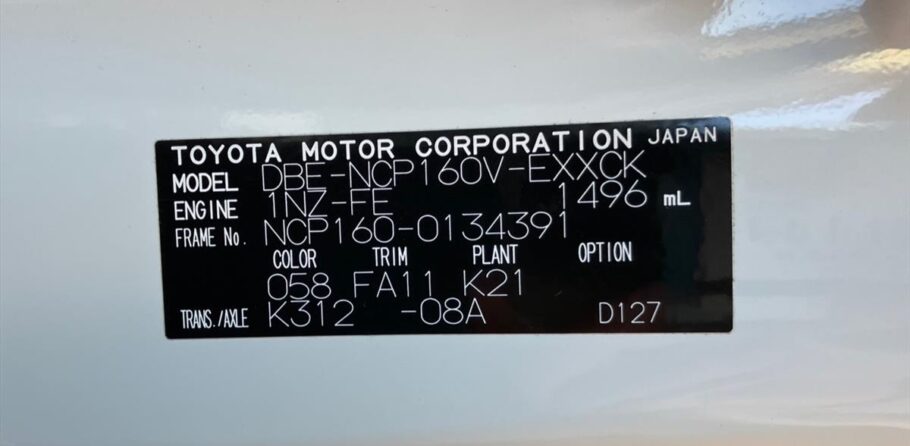 TOYOTA MOTOR CORPORATION JAPAN
MODEL DBE-NCP160V-EXXCK
ENGINE 1NZ-FE 1496 mL
FRAME No. NCP160-0134391
COLOR TRIM PLANT OPTION
058 FA11 K21
TRANS./AXLE K312 -08A D127